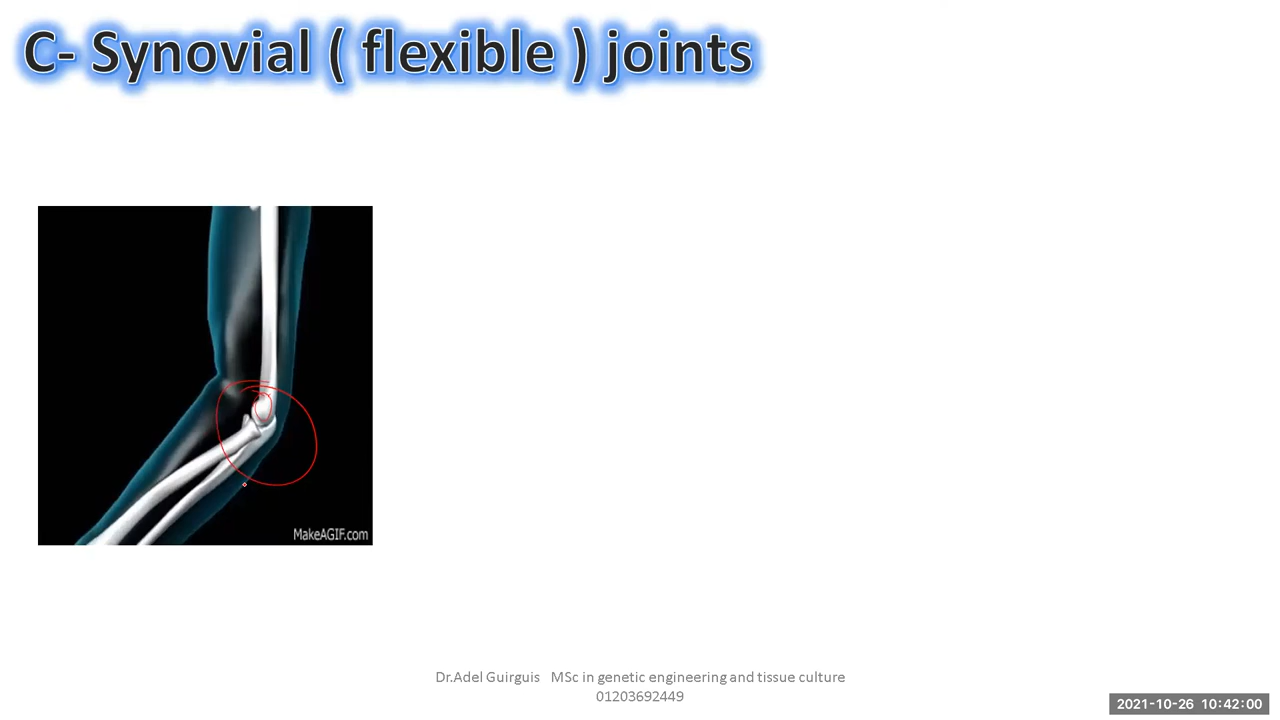 C- Synovial ( flexible ) joints
MakeAGIF.com
Dr.Adel Guirguis MSc in genetic engineering and tissue culture
01203692449
2021-10-26 10:42:00